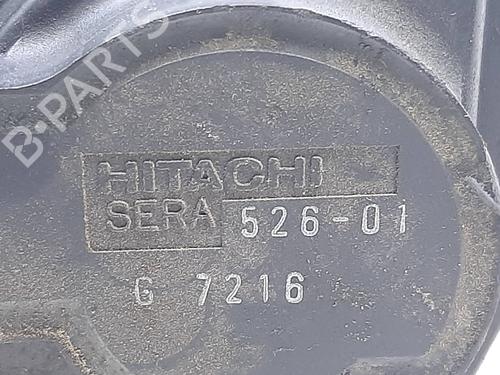 B-PARTS
HITACHI
SERA 526-01
G 7216